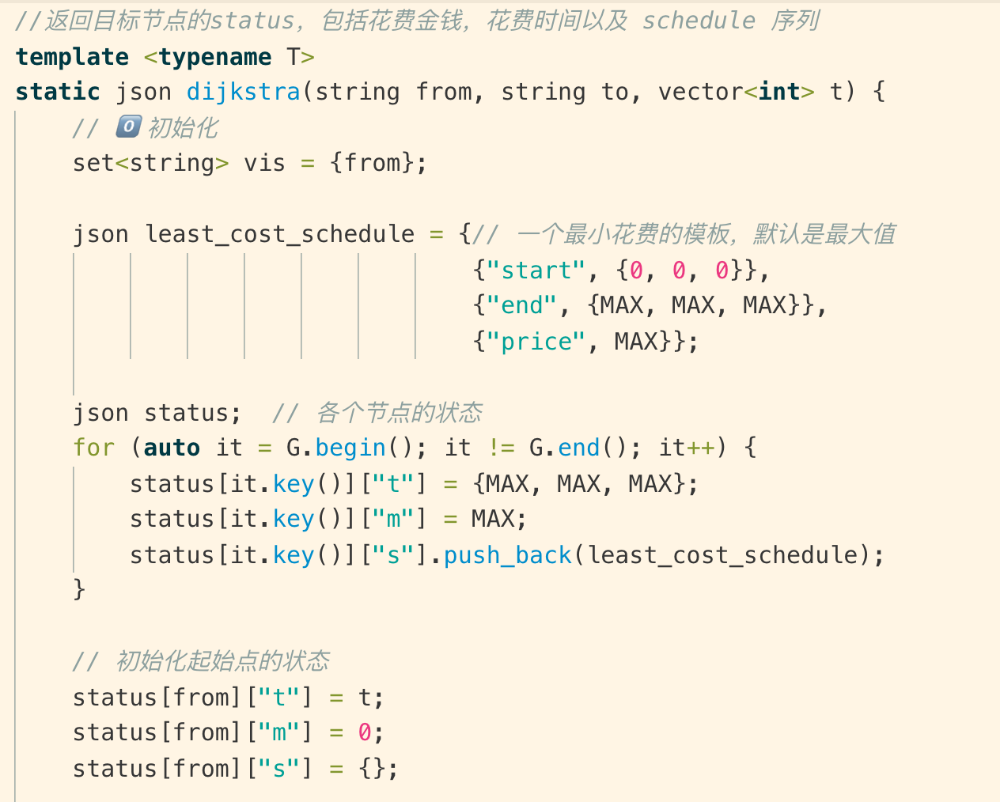 //返回目标节点的status，包括花费金钱，花费时间以及 schedule 序列
template <typename T>
static json dijkstra(string from, string to, vector<int> t) {
// 0️⃣ 初始化
set<string> vis = {from};
json least_cost_schedule = {// 一个最小花费的模板，默认是最大值
{"start", {0, 0, 0}},
{"end", {MAX, MAX, MAX}},
{"price", MAX}};
json status;  // 各个节点的状态
for (auto it = G.begin(); it != G.end(); it++) {
status[it.key()]["t"] = {MAX, MAX, MAX};
status[it.key()]["m"] = MAX;
status[it.key()]["s"].push_back(least_cost_schedule);
}
// 初始化起始点的状态
status[from]["t"] = t;
status[from]["m"] = 0;
status[from]["s"] = {};